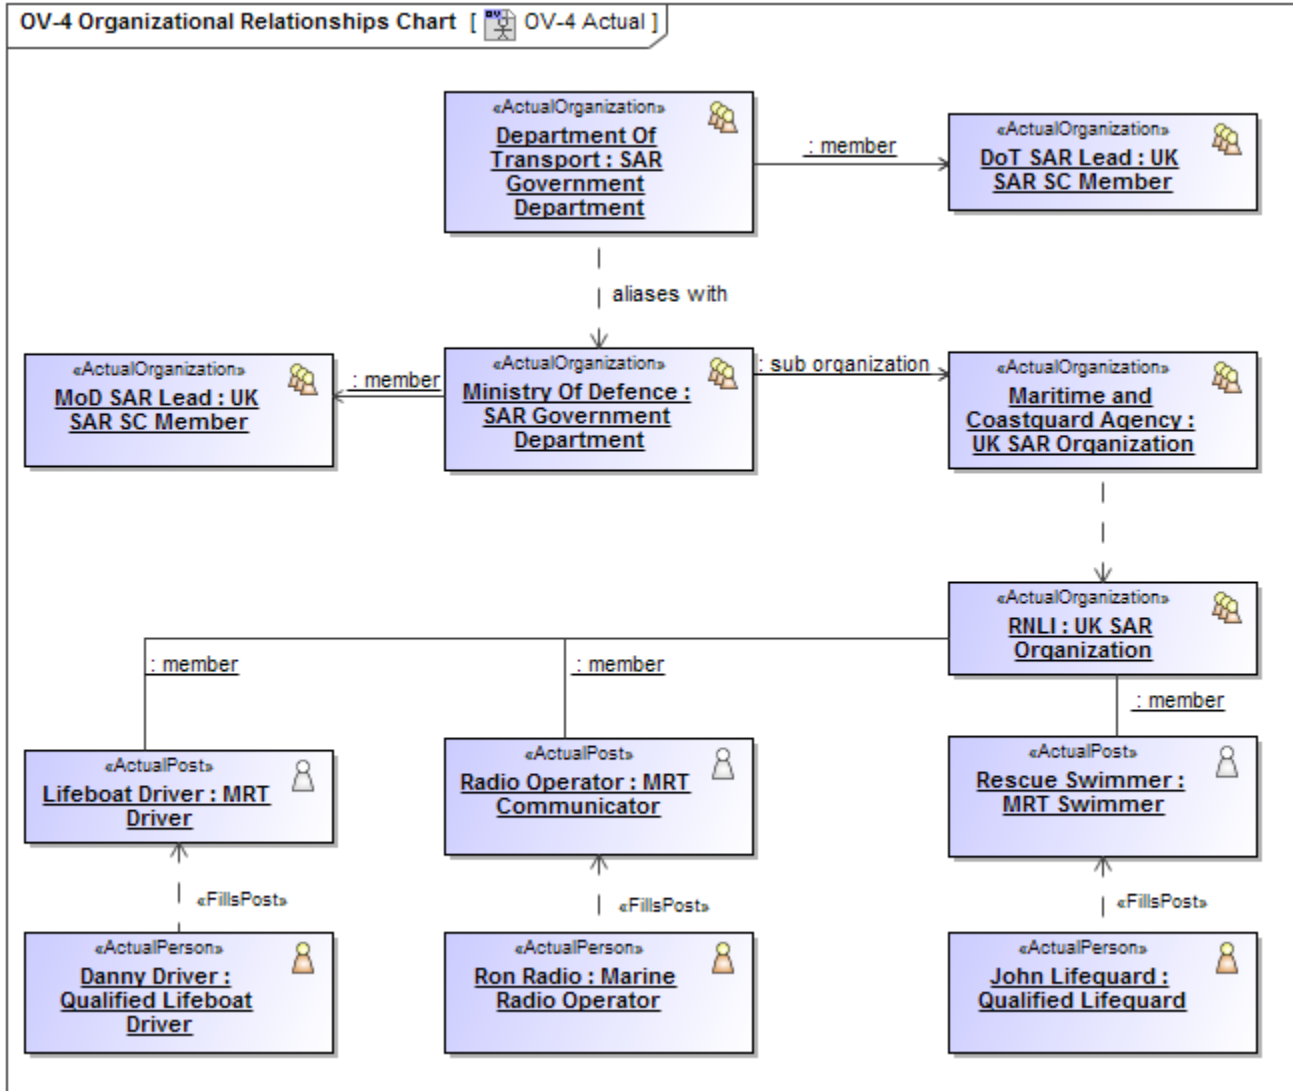 OV-4 Organizational Relationships Chart [ OV-4 Actual ]
«ActualOrganization»
Department Of
Transport : SAR
Government
Department
: member
«ActualOrganization»
DoT SAR Lead : UK
SAR SC Member
aliases with
«ActualOrganization»
MoD SAR Lead : UK
SAR SC Member
: member
«ActualOrganization»
Ministry Of Defence :
SAR Government
Department
: sub organization
«ActualOrganization»
Maritime and
Coastguard Agency :
UK SAR Organization
«ActualOrganization»
RNLI : UK SAR
Organization
: member
: member
: member
«ActualPost»
Lifeboat Driver : MRT
Driver
«ActualPost»
Radio Operator : MRT
Communicator
«ActualPost»
Rescue Swimmer :
MRT Swimmer
«FillsPost»
«FillsPost»
«FillsPost»
«ActualPerson»
Danny Driver :
Qualified Lifeboat
Driver
«ActualPerson»
Ron Radio : Marine
Radio Operator
«ActualPerson»
John Lifeguard :
Qualified Lifeguard